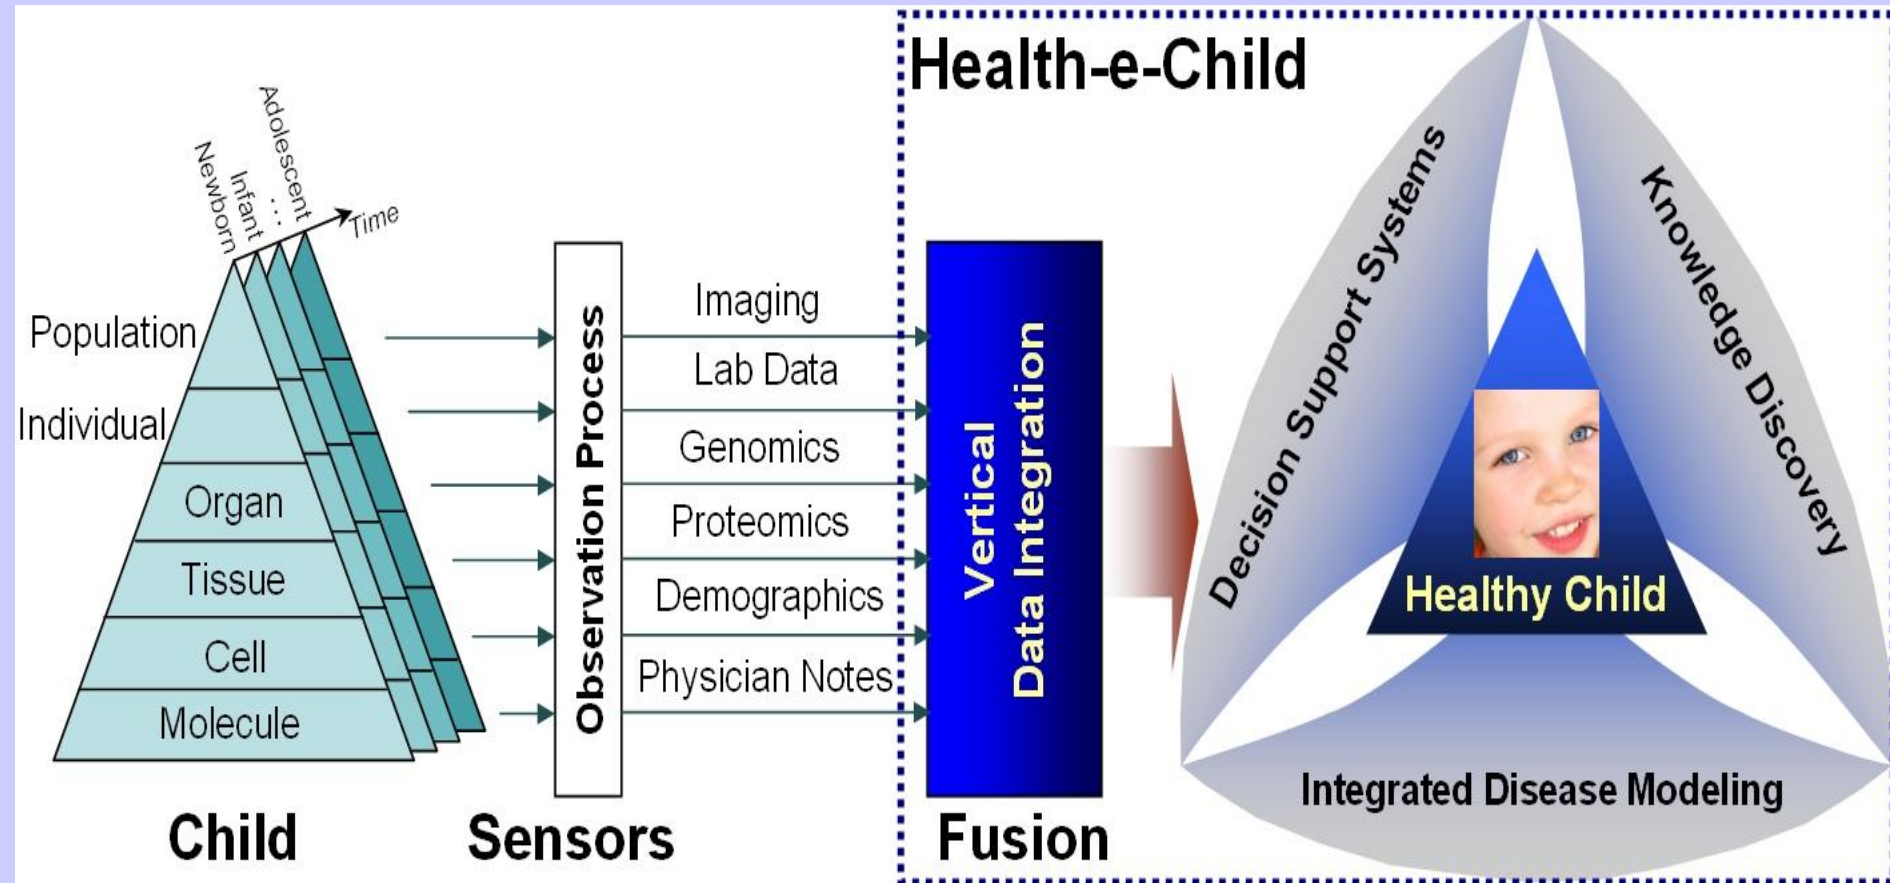 Health-e-Child
Newborn
Infant
...
Adolescent
Time
Population
Individual
Organ
Tissue
Cell
Molecule
Child
Observation Process
Sensors
Imaging
Lab Data
Genomics
Proteomics
Demographics
Physician Notes
Vertical
Data Integration
Fusion
Decision Support Systems
Knowledge Discovery
Healthy Child
Integrated Disease Modeling